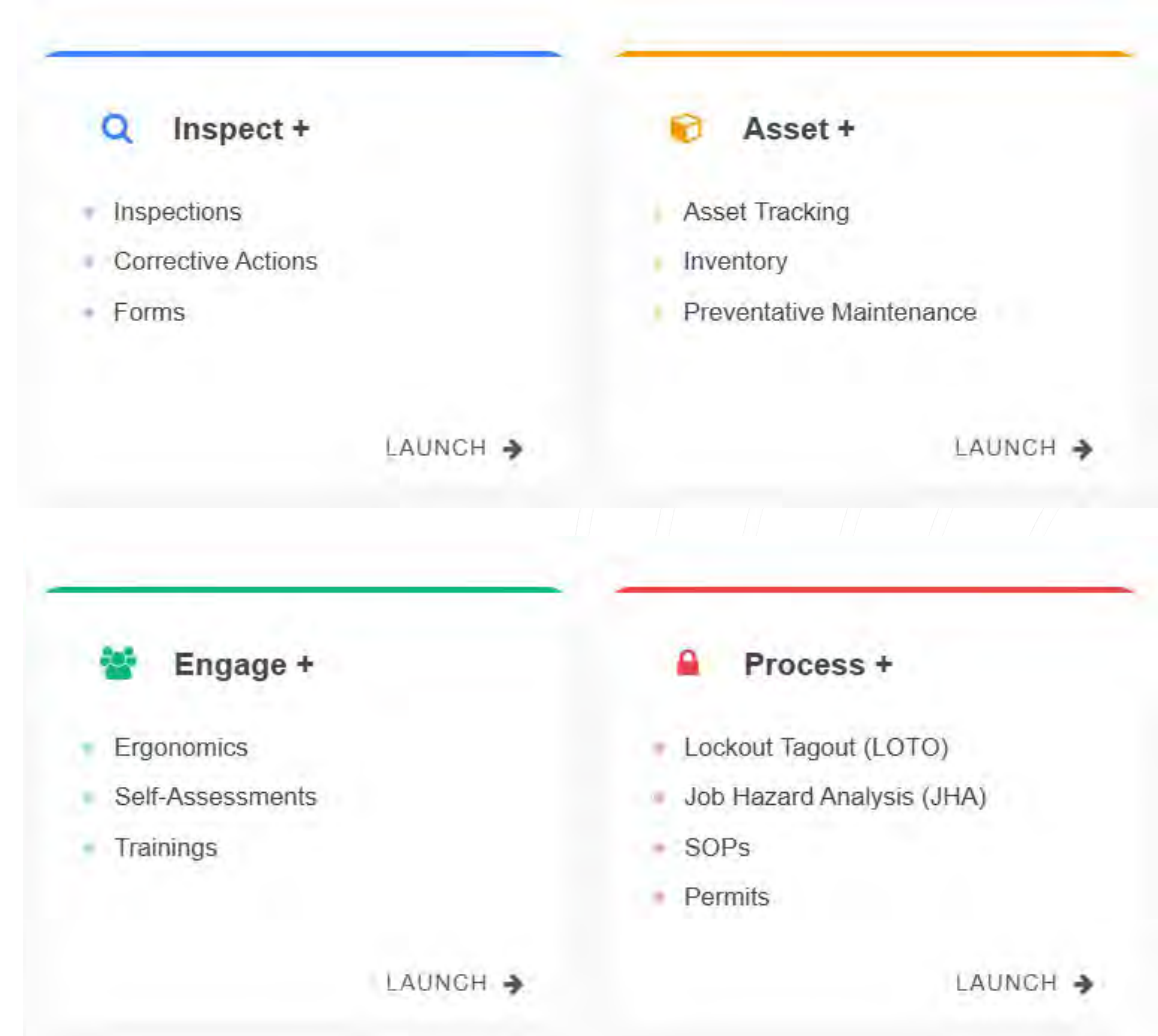 Inspect +
Inspections
Corrective Actions
Forms
LAUNCH
Asset +
Asset Tracking
Inventory
Preventative Maintenance
LAUNCH
Engage +
Ergonomics
Self-Assessments
Trainings
LAUNCH
Process +
Lockout Tagout (LOTO)
Job Hazard Analysis (JHA)
SOPs
Permits
LAUNCH